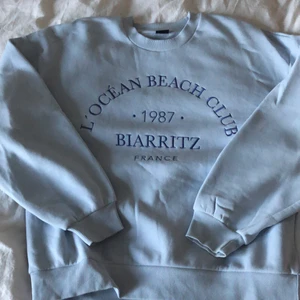 L'OCÉAN BEACH CLUB
· 1987 ·
BIARRITZ
FRANCE